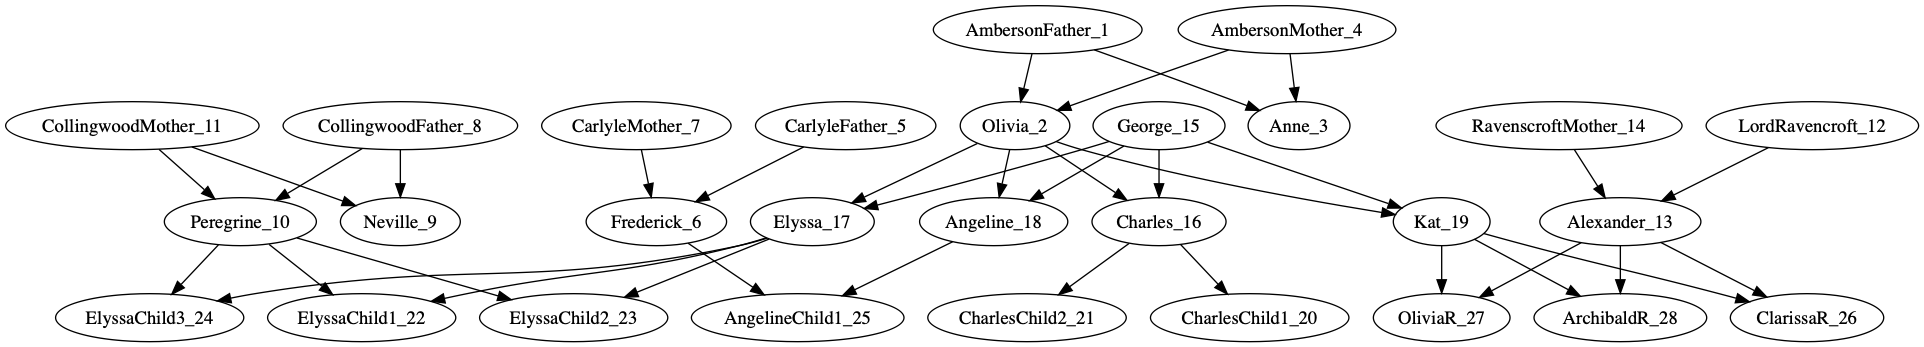 AmbersonFather_1
AmbersonMother_4
CollingwoodMother_11
CollingwoodFather_8
CarlyleMother_7
CarlyleFather_5
Olivia_2
George_15
Anne_3
RavenscroftMother_14
LordRavencroft_12
Peregrine_10
Neville_9
Frederick_6
Elyssa_17
Angeline_18
Charles_16
Kat_19
Alexander_13
ElyssaChild3_24
ElyssaChild1_22
ElyssaChild2_23
AngelineChild1_25
CharlesChild2_21
CharlesChild1_20
OliviaR_27
ArchibaldR_28
ClarissaR_26